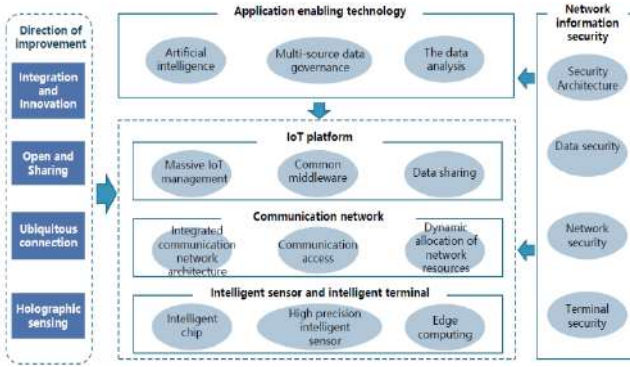 Direction of
improvement
Integration
and
Innovation
Open and
Sharing
Ubiquitous
connection
Holographic
sensing
Application enabling technology
Artificial
intelligence
Multi-source data
governance
The data
analysis
IoT platform
Massive IoT
management
Common
middleware
Data sharing
Communication network
Integrated
communication
network
architecture
Communication
access
Dynamic
allocation of
network
resources
Intelligent sensor and intelligent terminal
Intelligent
chip
High precision
intelligent
sensor
Edge
computing
Network
information
security
Security
Architecture
Data security
Network
security
Terminal
security